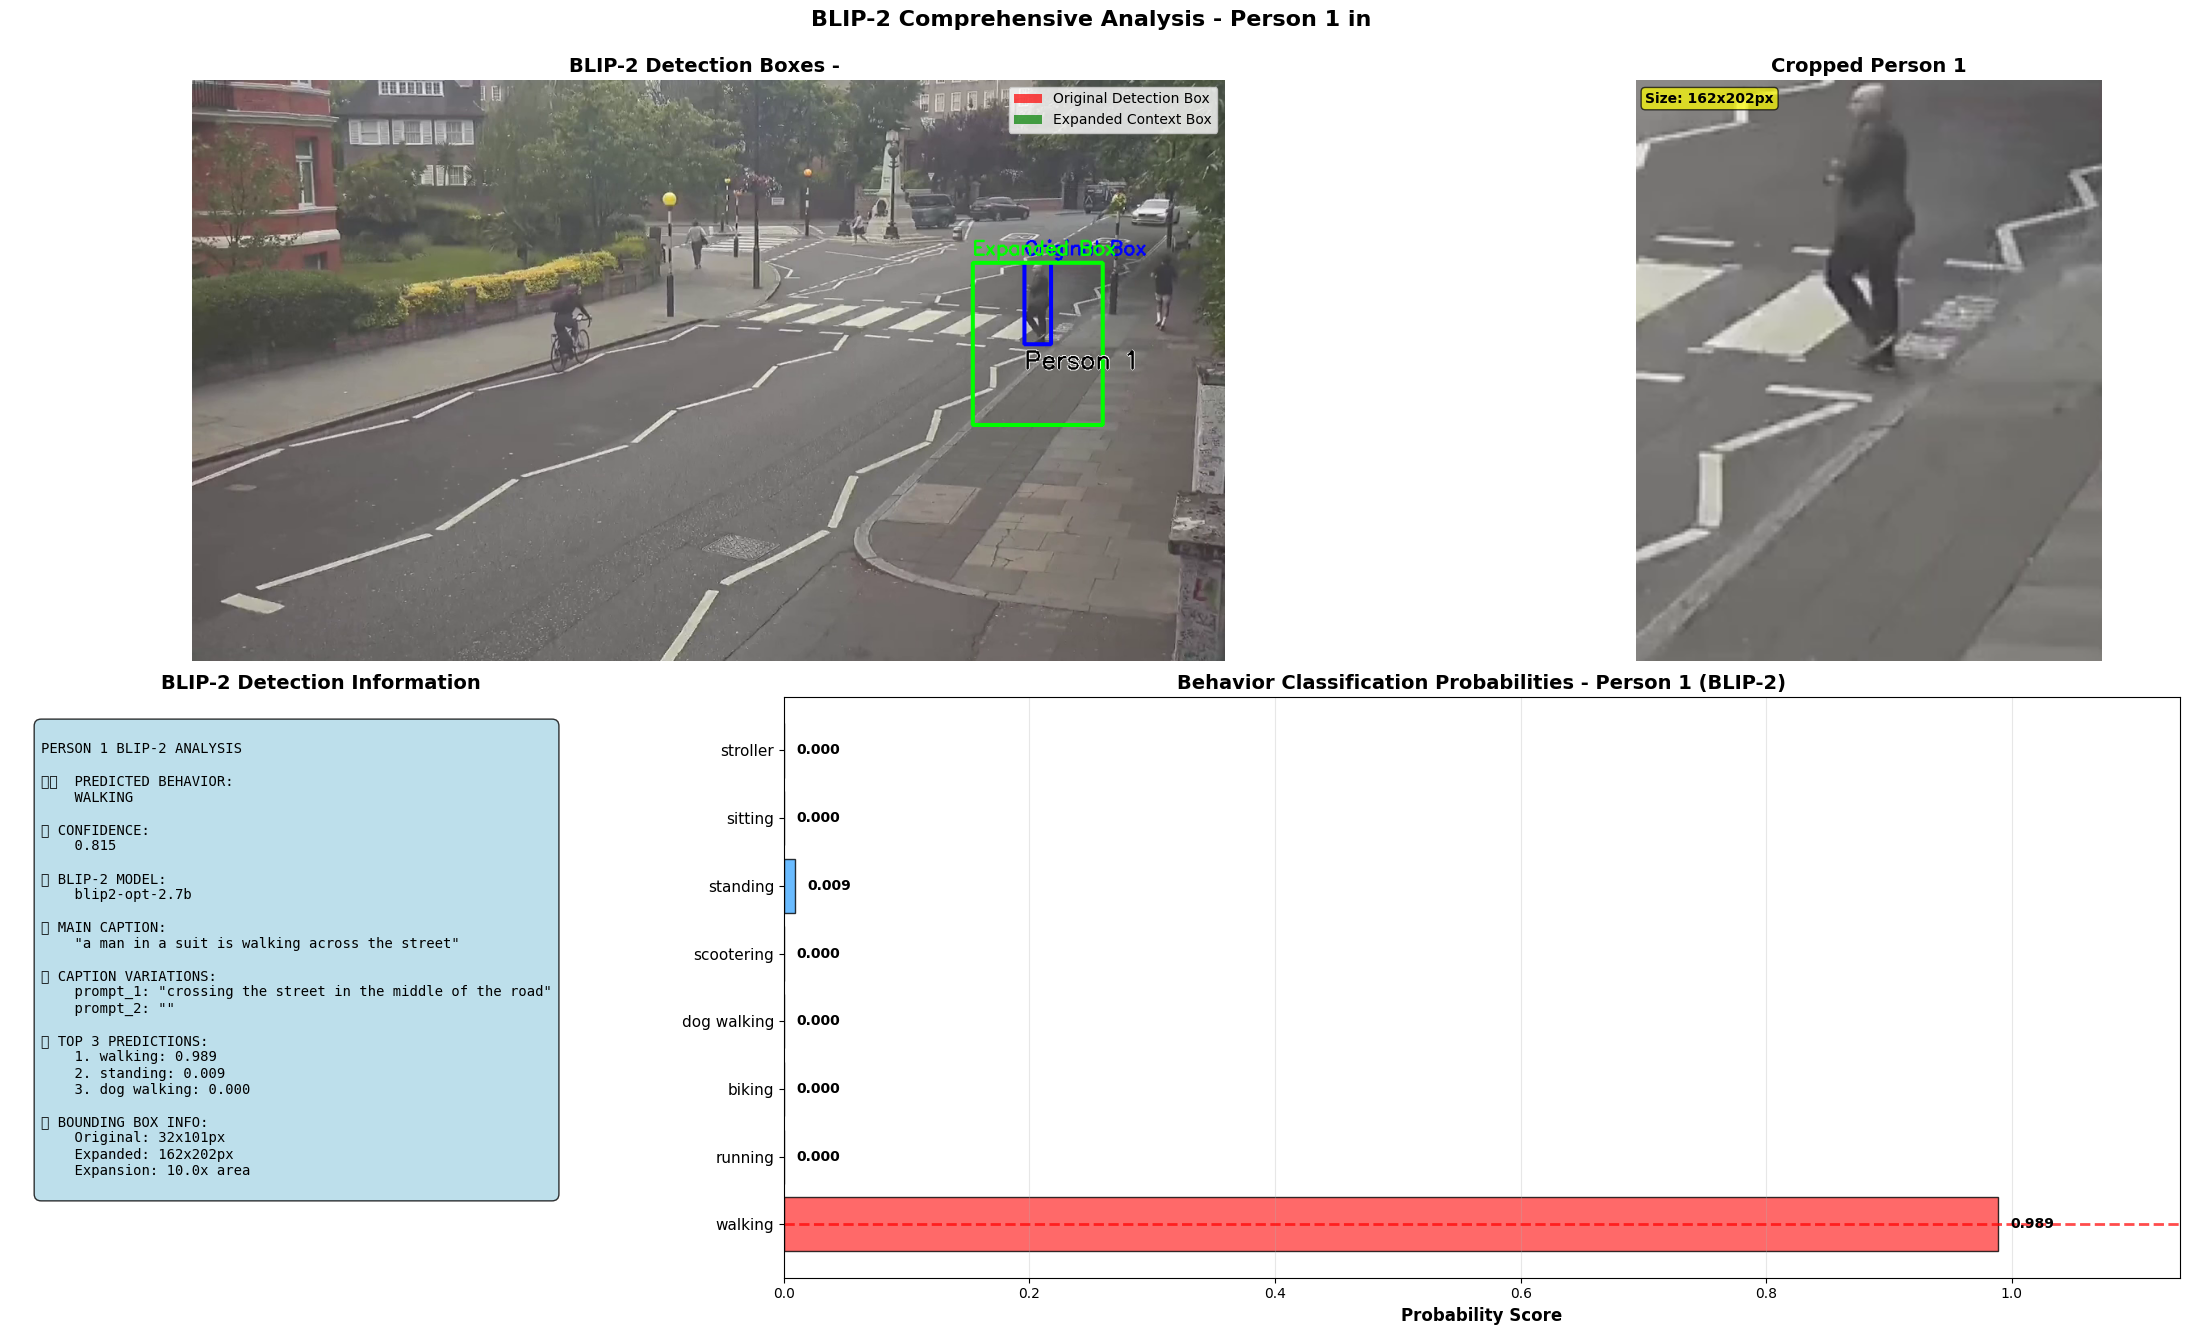 BLIP-2 Comprehensive Analysis - Person 1 in
BLIP-2 Detection Boxes -
Original Detection Box
Expanded Context Box
Expanded Box
Original Box
Person 1
Cropped Person 1
Size: 162x202px
BLIP-2 Detection Information
PERSON 1 BLIP-2 ANALYSIS
PREDICTED BEHAVIOR:
WALKING
CONFIDENCE:
0.815
BLIP-2 MODEL:
blip2-opt-2.7b
MAIN CAPTION:
"a man in a suit is walking across the street"
CAPTION VARIATIONS:
prompt_1: "crossing the street in the middle of the road"
prompt_2: ""
TOP 3 PREDICTIONS:
1. walking: 0.989
2. standing: 0.009
3. dog walking: 0.000
BOUNDING BOX INFO:
Original: 32x101px
Expanded: 162x202px
Expansion: 10.0x area
Behavior Classification Probabilities - Person 1 (BLIP-2)
stroller 0.000
sitting 0.000
standing 0.009
scootering 0.000
dog walking 0.000
biking 0.000
running 0.000
walking 0.989
0.0 0.2 0.4 0.6 0.8 1.0
Probability Score